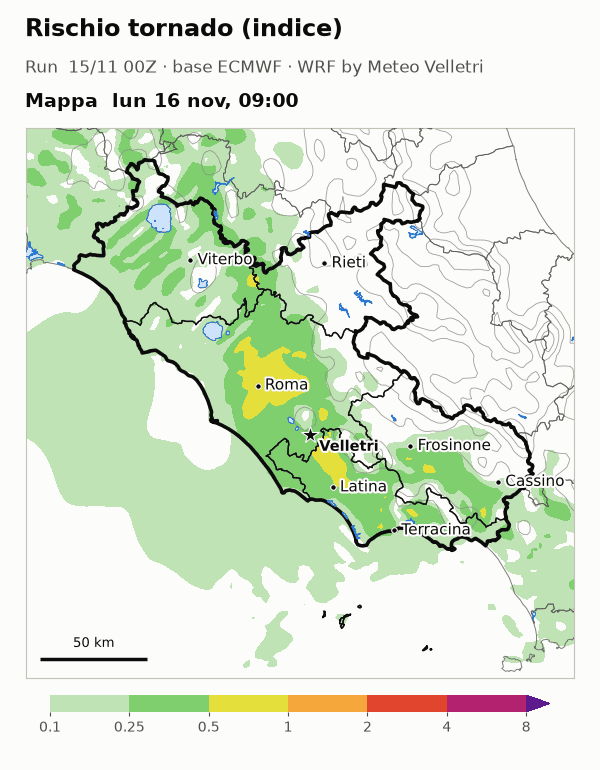 Rischio tornado (indice)
Run  15/11 00Z · base ECMWF · WRF by Meteo Velletri
Mappa  lun 16 nov, 09:00
Viterbo
Rieti
Roma
Velletri
Frosinone
Cassino
Latina
Terracina
50 km
0.1 0.25 0.5 1 2 4 8